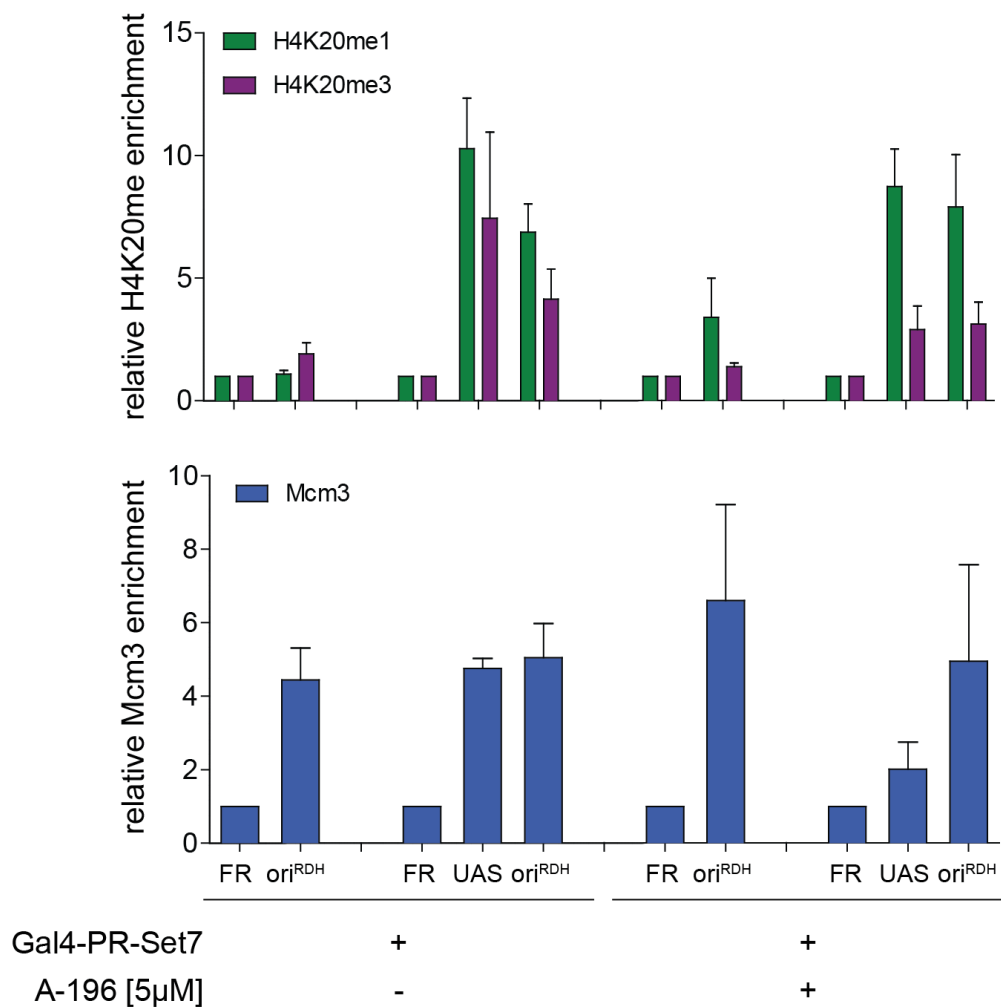 relative H4K20me enrichment
15
10
5
0
H4K20me1
H4K20me3
relative Mcm3 enrichment
10
8
6
4
2
0
Mcm3
FR oriRDH FR UAS oriRDH FR oriRDH FR UAS oriRDH
Gal4-PR-Set7 + +
A-196 [5µM] - +